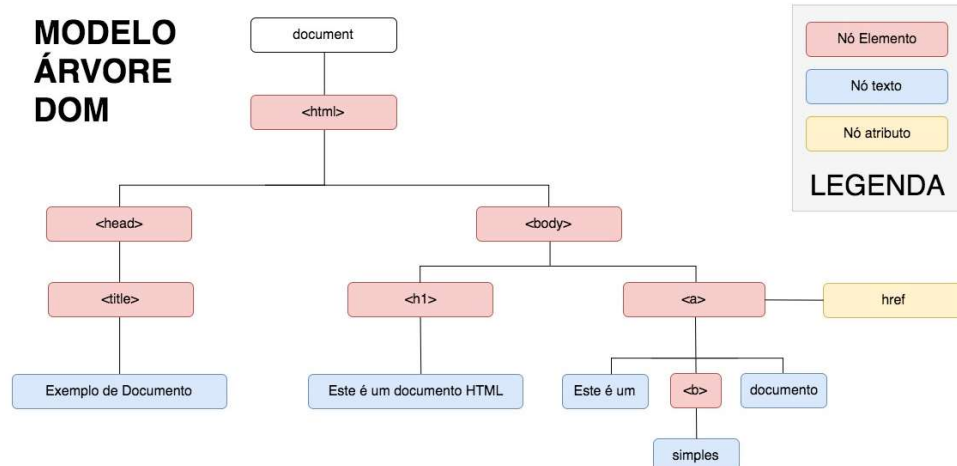 MODELO
ÁRVORE
DOM
document
<html>
<head>
<body>
<title>
<h1>
<a>
href
Exemplo de Documento
Este é um documento HTML
Este é um
<b>
documento
simples
Nó Elemento
Nó texto
Nó atributo
LEGENDA